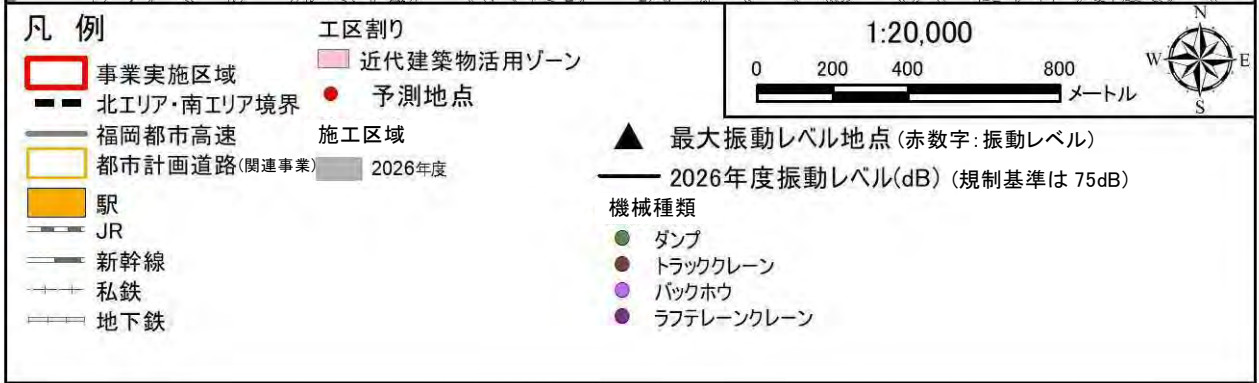 凡 例
事業実施区域
北エリア・南エリア境界
福岡都市高速
都市計画道路(関連事業)
駅
JR
新幹線
私鉄
地下鉄
工区割り
近代建築物活用ゾーン
予測地点
施工区域
2026年度
1:20,000
0 200 400 800
メートル
N
W E
S
最大振動レベル地点(赤数字:振動レベル)
2026年度振動レベル(dB) (規制基準は 75dB)
機械種類
ダンプ
トラッククレーン
バックホウ
ラフテレーンクレーン